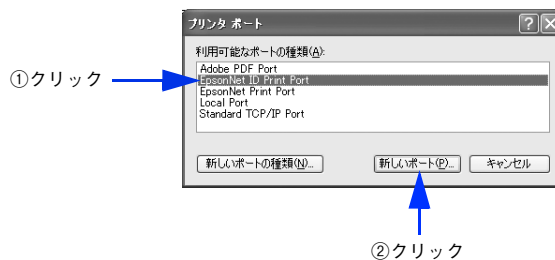 プリンタ ポート
利用可能なポートの種類(A):
Adobe PDF Port
①クリック
EpsonNet ID Print Port
EpsonNet Print Port
Local Port
Standard TCP/IP Port
新しいポートの種類(N)... 新しいポート(P)... キャンセル
②クリック